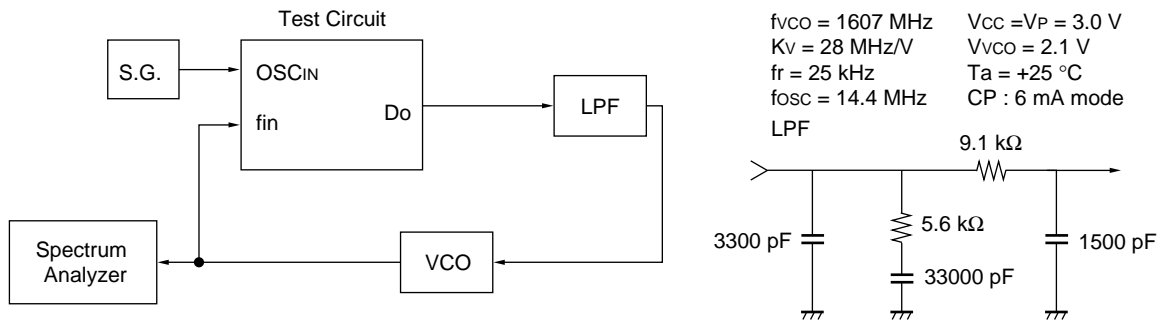 Test Circuit
S.G.
OSCIN
fin
Do
LPF
VCO
Spectrum
Analyzer
fVCO = 1607 MHz
KV = 28 MHz/V
fr = 25 kHz
fOSC = 14.4 MHz
VCC =VP = 3.0 V
VVCO = 2.1 V
Ta = +25 °C
CP : 6 mA mode
LPF
9.1 kΩ
3300 pF
5.6 kΩ
33000 pF
1500 pF